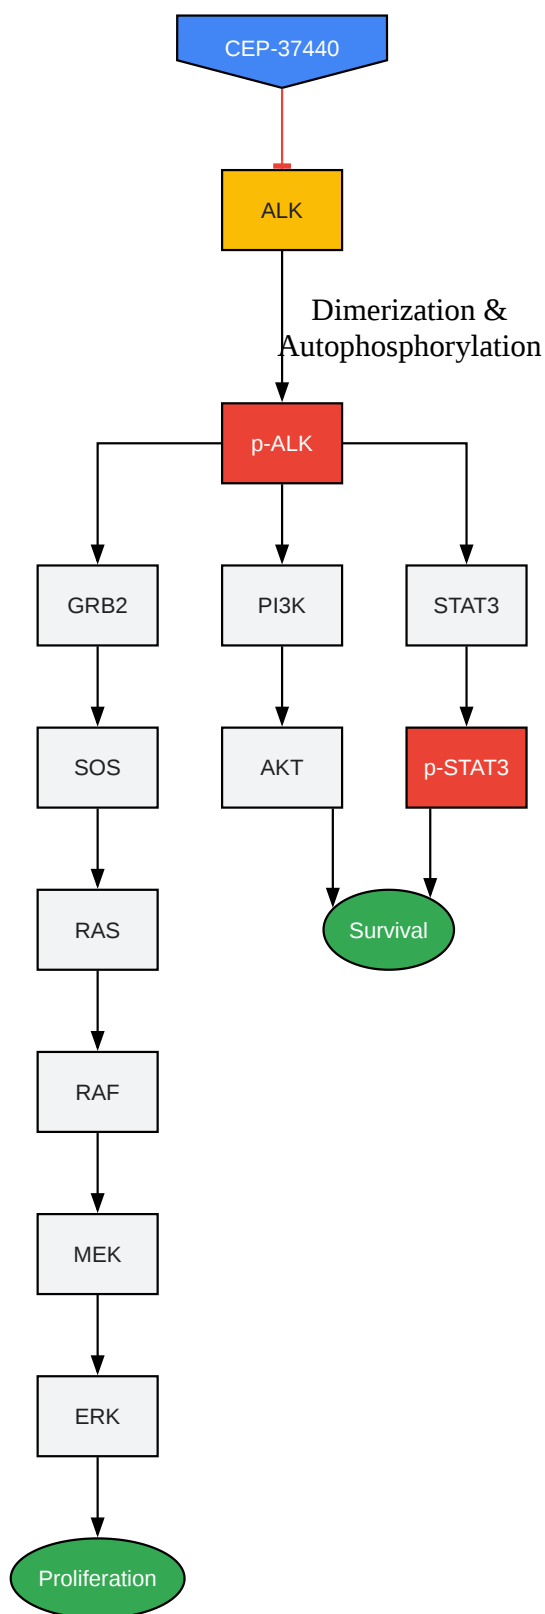 CEP-37440
ALK
Dimerization &
Autophosphorylation
p-ALK
GRB2
PI3K
STAT3
SOS
AKT
p-STAT3
RAS
Survival
RAF
MEK
ERK
Proliferation